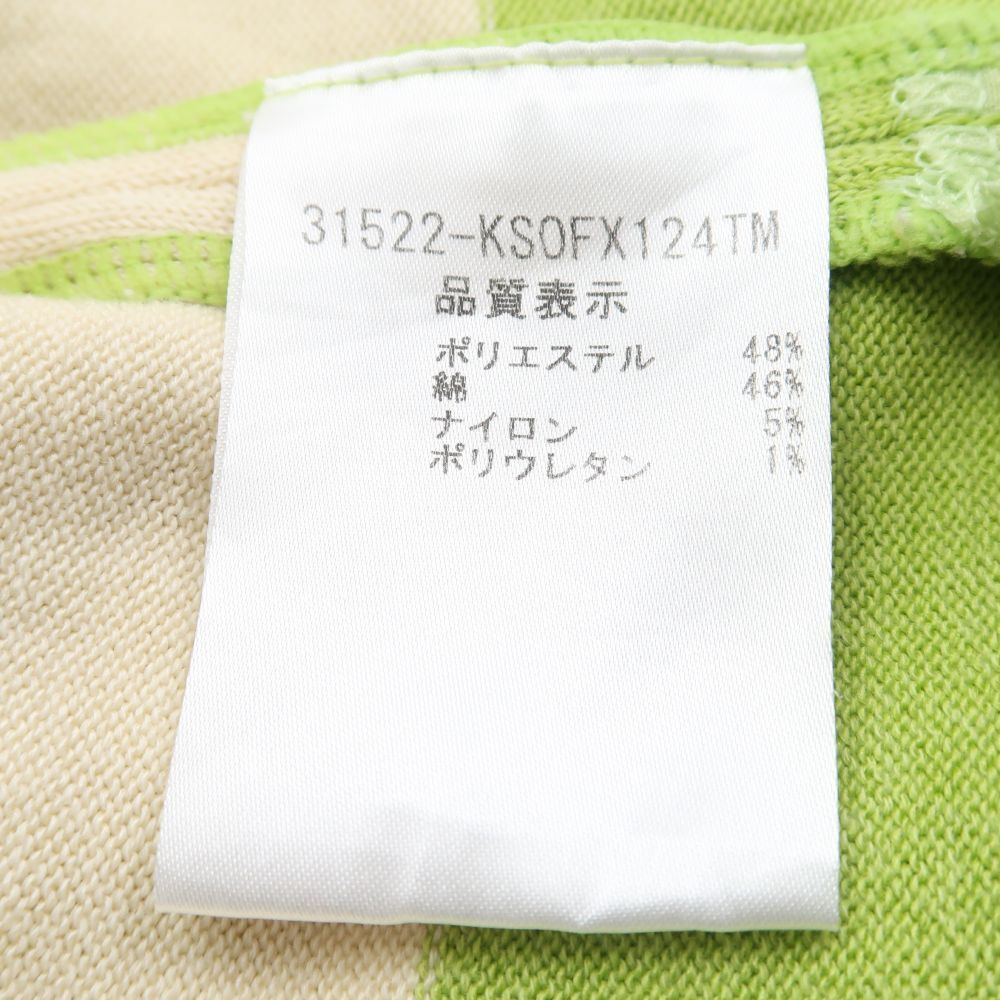 31522-KSOFX124TM
品質表示
ポリエステル 48%
綿 46%
ナイロン 5%
ポリウレタン 1%